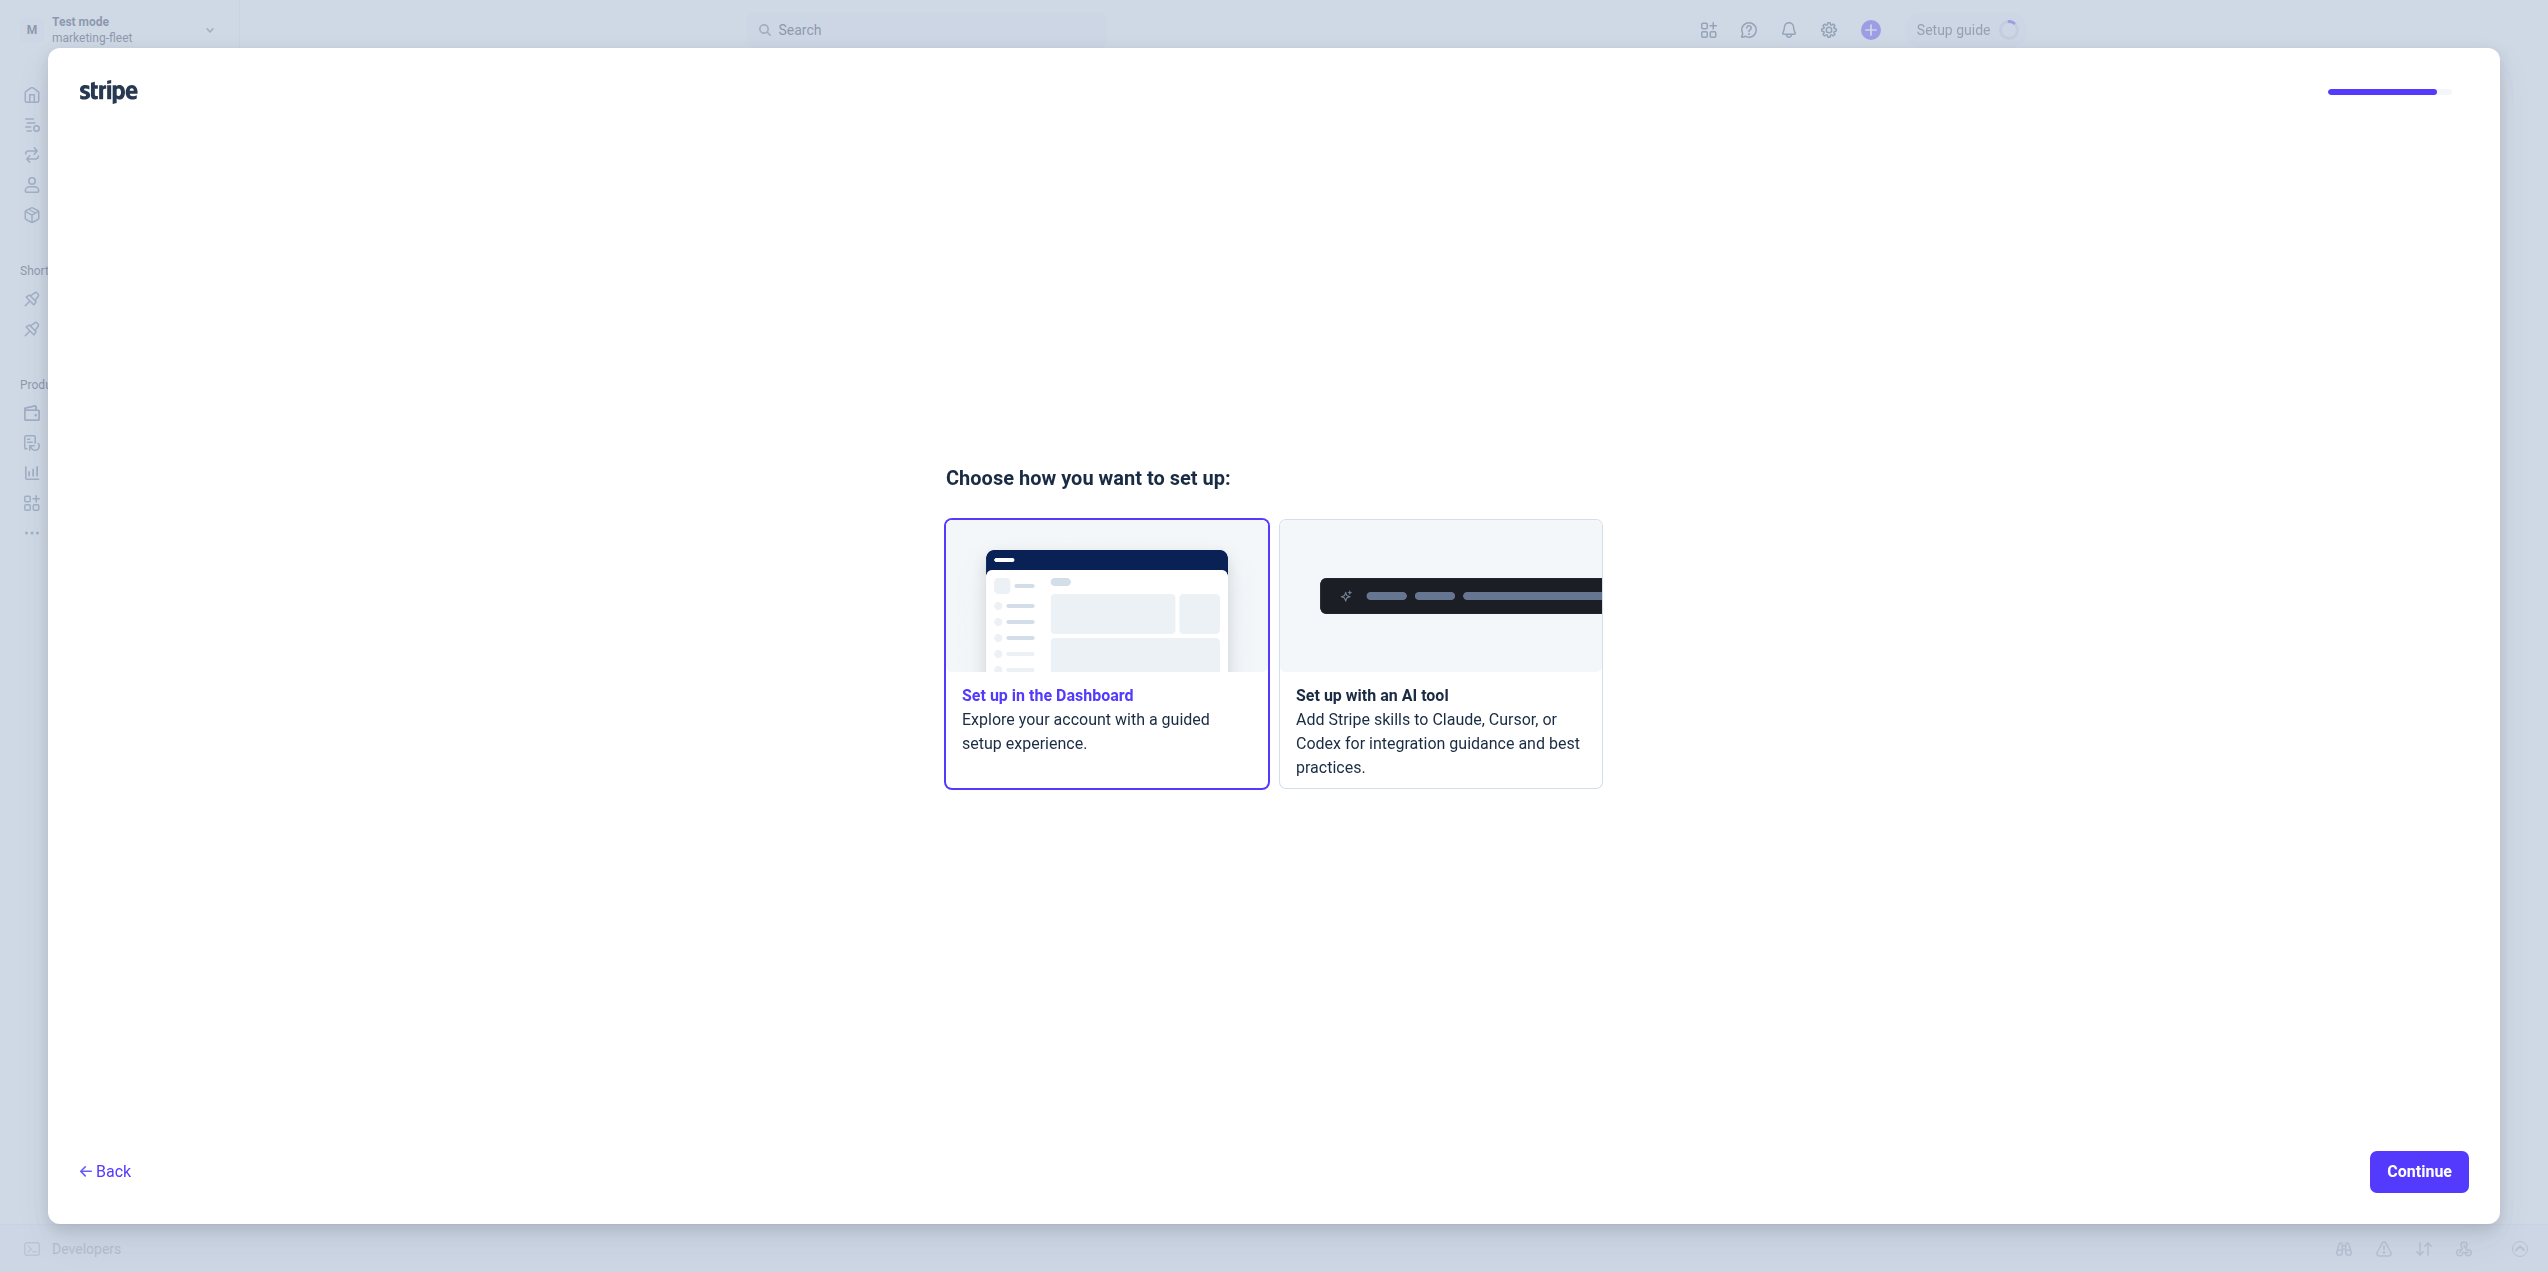 M
Test mode
marketing-fleet
Search
Setup guide
stripe
Short
Produ
Choose how you want to set up:
Set up in the Dashboard
Explore your account with a guided
setup experience.
Set up with an AI tool
Add Stripe skills to Claude, Cursor, or
Codex for integration guidance and best
practices.
Back
Continue
Developers